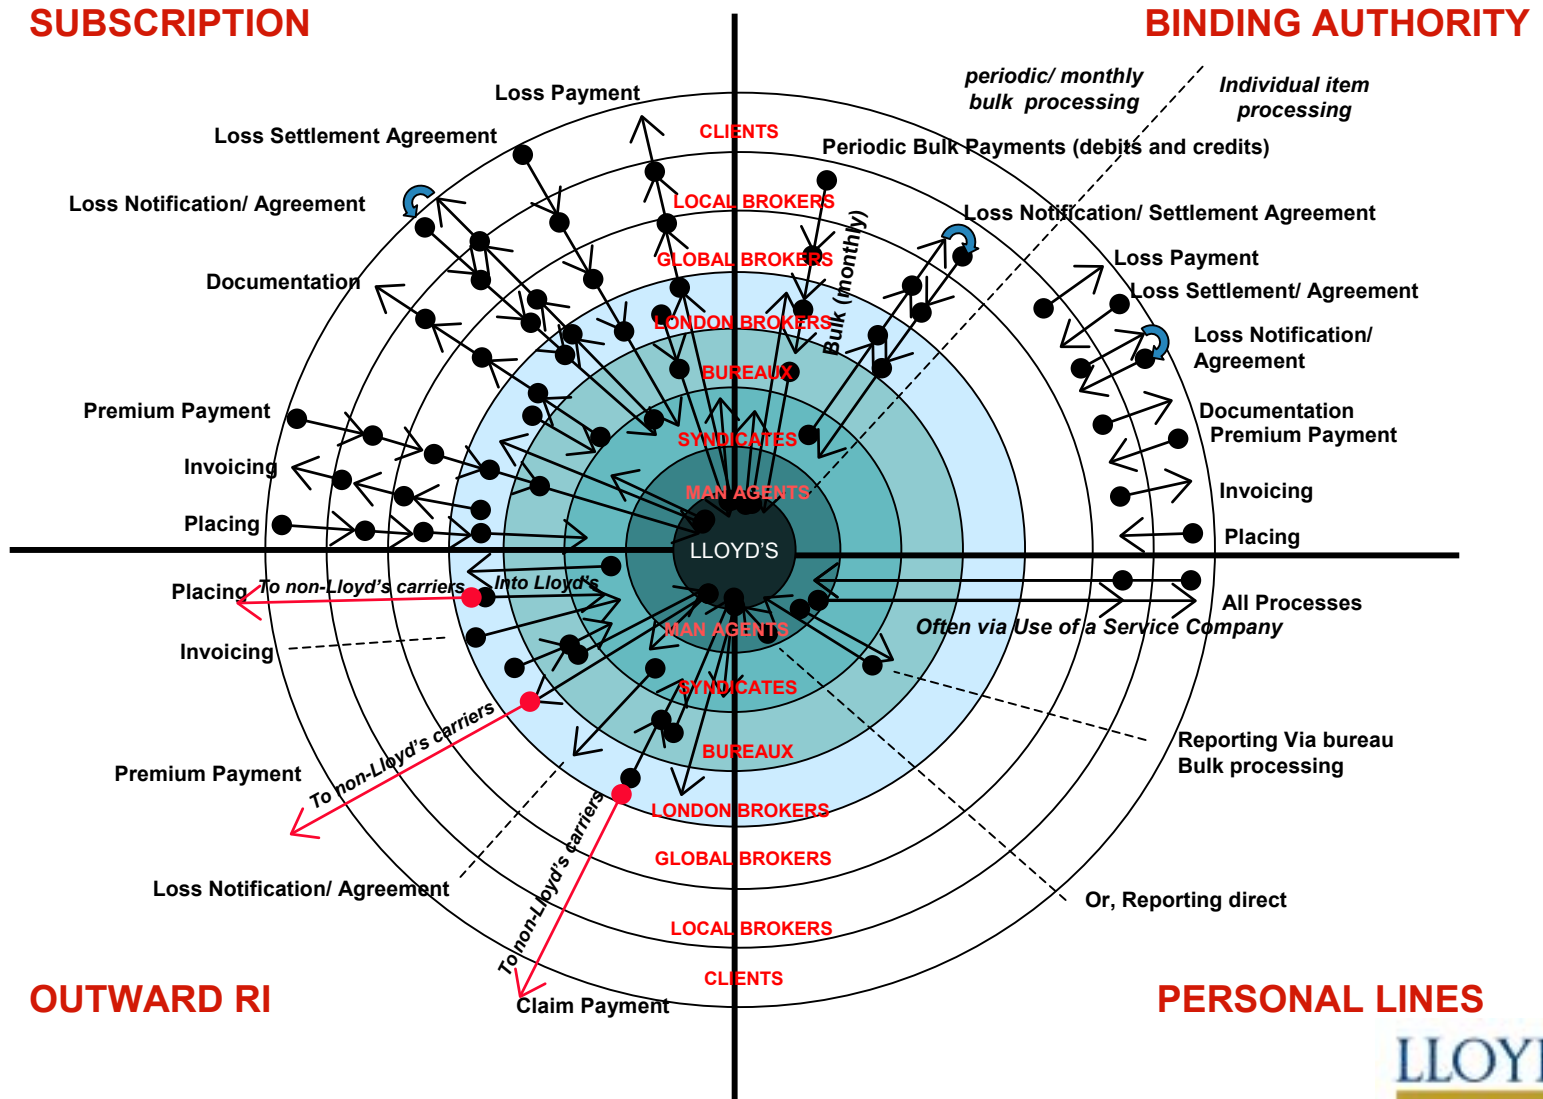 SUBSCRIPTION
BINDING AUTHORITY
periodic/ monthly
bulk processing
Individual item
processing
Loss Payment
Loss Settlement Agreement
Loss Notification/ Agreement
Documentation
Premium Payment
Invoicing
Placing
CLIENTS
LOCAL BROKERS
GLOBAL BROKERS
LONDON BROKERS
BUREAUX
SYNDICATES
MAN AGENTS
LLOYD'S
Periodic Bulk Payments (debits and credits)
Bulk (monthly)
Loss Notification/ Settlement Agreement
Loss Payment
Loss Settlement/ Agreement
Loss Notification/
Agreement
Documentation
Premium Payment
Invoicing
Placing
Placing
To non-Lloyd's carriers
Into Lloyd's
Invoicing
Premium Payment
To non-Lloyd's carriers
Loss Notification/ Agreement
To non-Lloyd's carriers
Claim Payment
MAN AGENTS
SYNDICATES
BUREAUX
LONDON BROKERS
GLOBAL BROKERS
LOCAL BROKERS
CLIENTS
All Processes
Often via Use of a Service Company
Reporting Via bureau
Bulk processing
Or, Reporting direct
OUTWARD RI
PERSONAL LINES